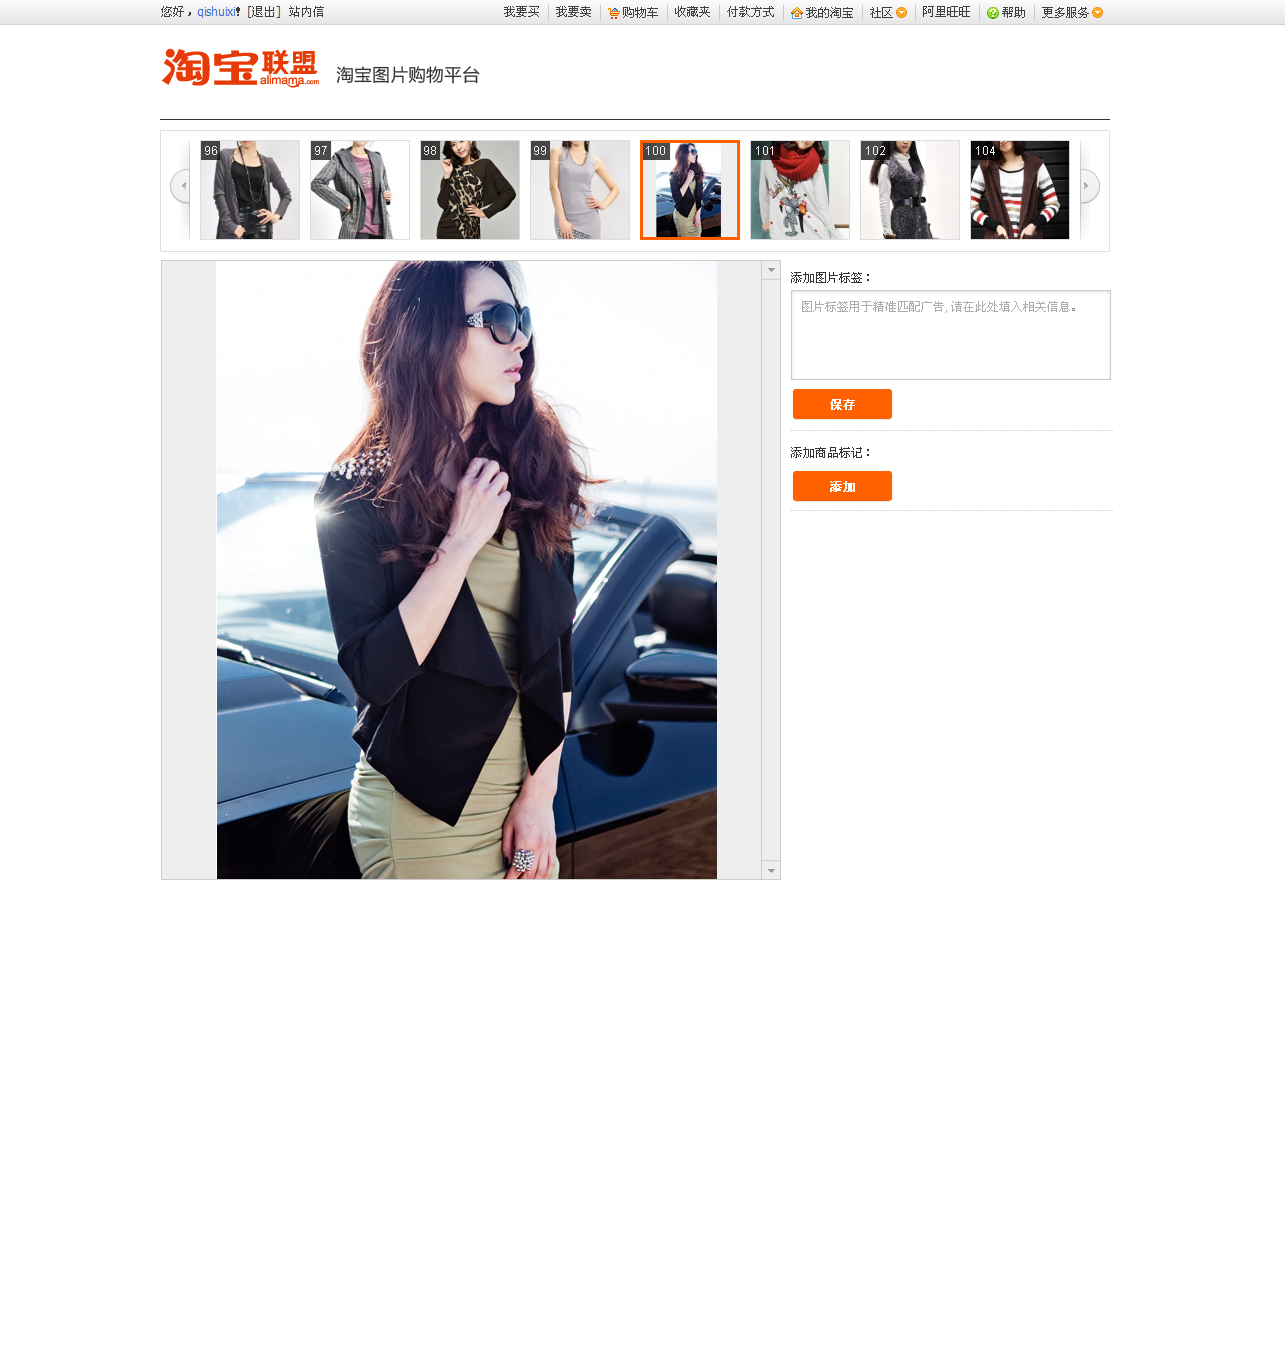 您好，qishuixi! [退出] 站内信 我要买 我要卖 购物车 收藏夹 付款方式 我的淘宝 社区 阿里旺旺 帮助 更多服务
淘宝联盟
alimama.com
淘宝图片购物平台
96 97 98 99 100 101 102 104
添加图片标签：
图片标签用于精准匹配广告, 请在此处填入相关信息。
保存
添加商品标记：
添加